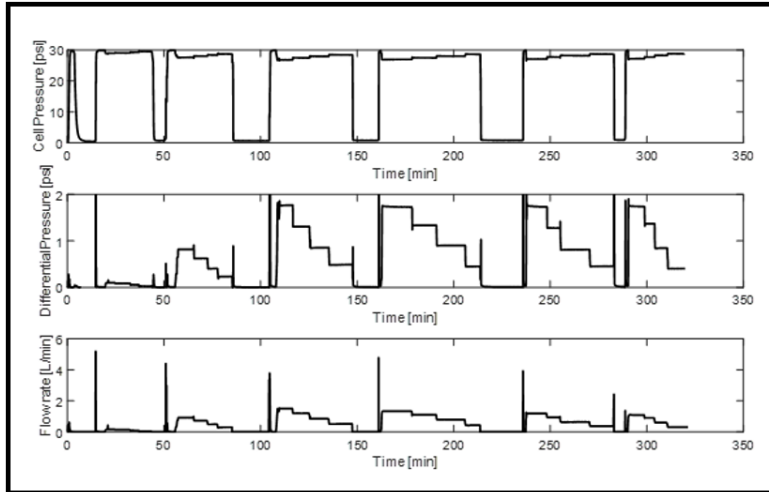 Cell Pressure [psi]
30
20
10
0
0 50 100 150 200 250 300 350
Time [min]
Differential Pressure [psi]
2
1
0
0 50 100 150 200 250 300 350
Time [min]
Flow rate [L/min]
6
4
2
0
0 50 100 150 200 250 300 350
Time [min]